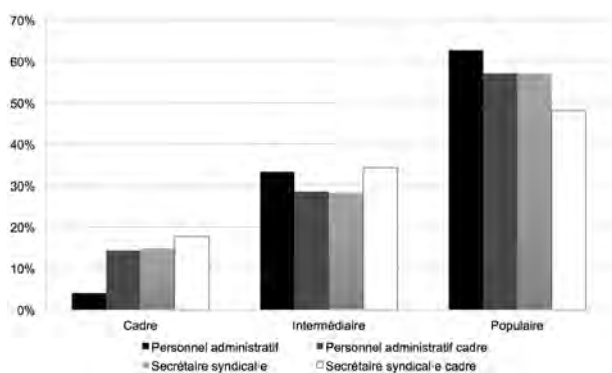 70%
60%
50%
40%
30%
20%
10%
0%
Cadre Intermédiaire Populaire
Personnel administratif Personnel administratif cadre
Secrétaire syndical·e Secrétaire syndical·e cadre